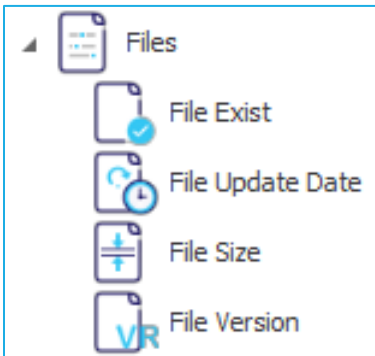 Files
File Exist
File Update Date
File Size
VR File Version